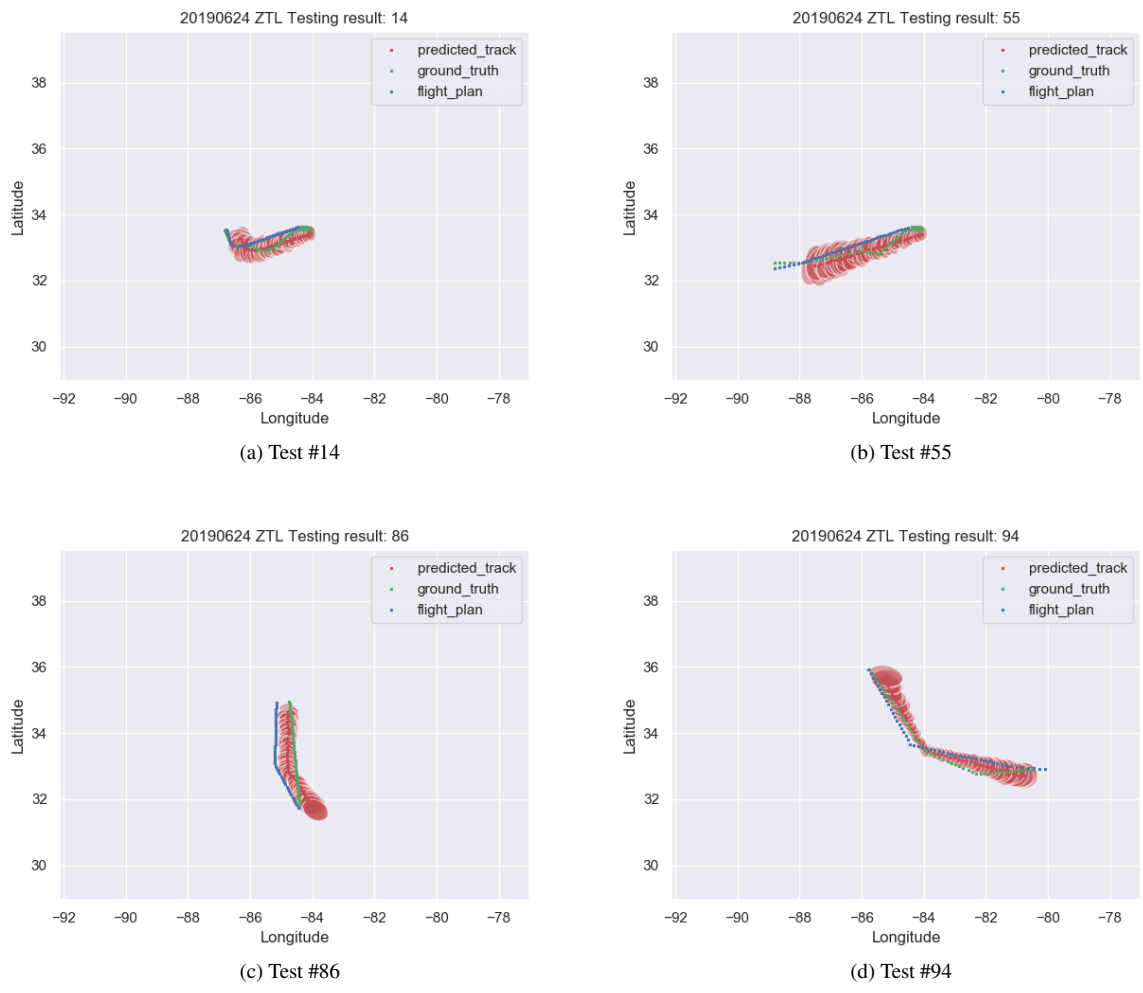 20190624 ZTL Testing result: 14
predicted_track
ground_truth
flight_plan
38
36
34
32
30
Latitude
−92 −90 −88 −86 −84 −82 −80 −78
Longitude
(a) Test #14
20190624 ZTL Testing result: 55
predicted_track
ground_truth
flight_plan
38
36
34
32
30
Latitude
−92 −90 −88 −86 −84 −82 −80 −78
Longitude
(b) Test #55
20190624 ZTL Testing result: 86
predicted_track
ground_truth
flight_plan
38
36
34
32
30
Latitude
−92 −90 −88 −86 −84 −82 −80 −78
Longitude
(c) Test #86
20190624 ZTL Testing result: 94
predicted_track
ground_truth
flight_plan
38
36
34
32
30
Latitude
−92 −90 −88 −86 −84 −82 −80 −78
Longitude
(d) Test #94